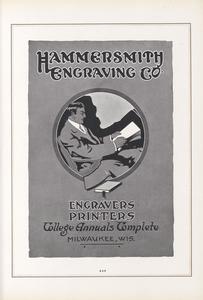 HAMMERSMITH
ENGRAVING CO.
ENGRAVERS
PRINTERS
College Annuals Complete
MILWAUKEE, WIS.